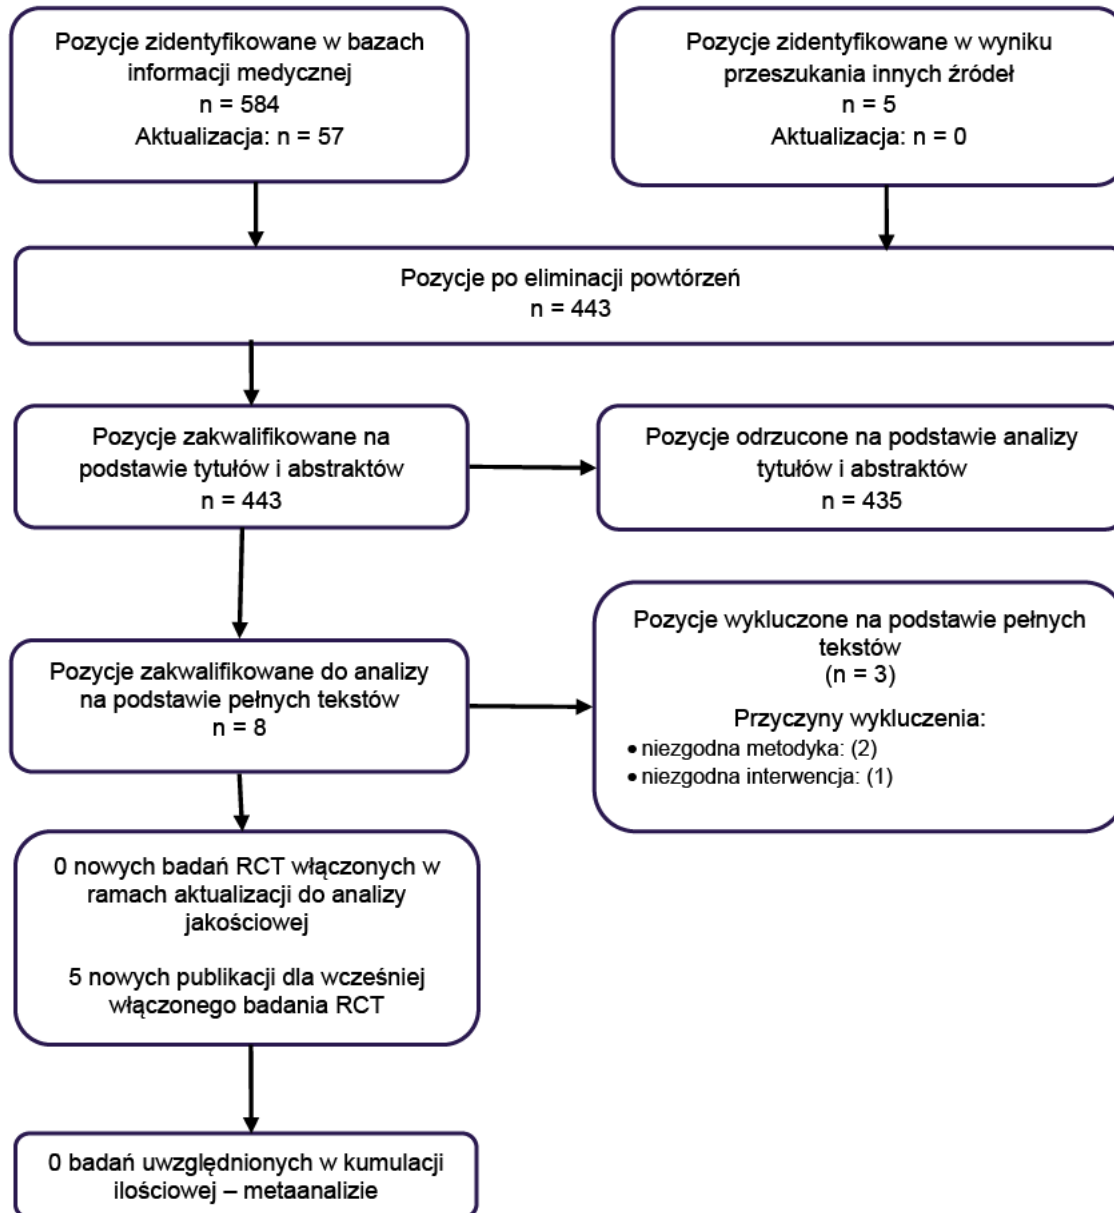 Pozycje zidentyfikowane w bazach
informacji medycznej
n = 584
Aktualizacja: n = 57
Pozycje zidentyfikowane w wyniku
przeszukania innych źródeł
n = 5
Aktualizacja: n = 0
Pozycje po eliminacji powtórzeń
n = 443
Pozycje zakwalifikowane na
podstawie tytułów i abstraktów
n = 443
Pozycje odrzucone na podstawie analizy
tytułów i abstraktów
n = 435
Pozycje zakwalifikowane do analizy
na podstawie pełnych tekstów
n = 8
Pozycje wykluczone na podstawie pełnych
tekstów
(n = 3)
Przyczyny wykluczenia:
• niezgodna metodyka: (2)
• niezgodna interwencja: (1)
0 nowych badań RCT włączonych w
ramach aktualizacji do analizy
jakościowej
5 nowych publikacji dla wcześniej
włączonego badania RCT
0 badań uwzględnionych w kumulacji
ilościowej – metaanalizie